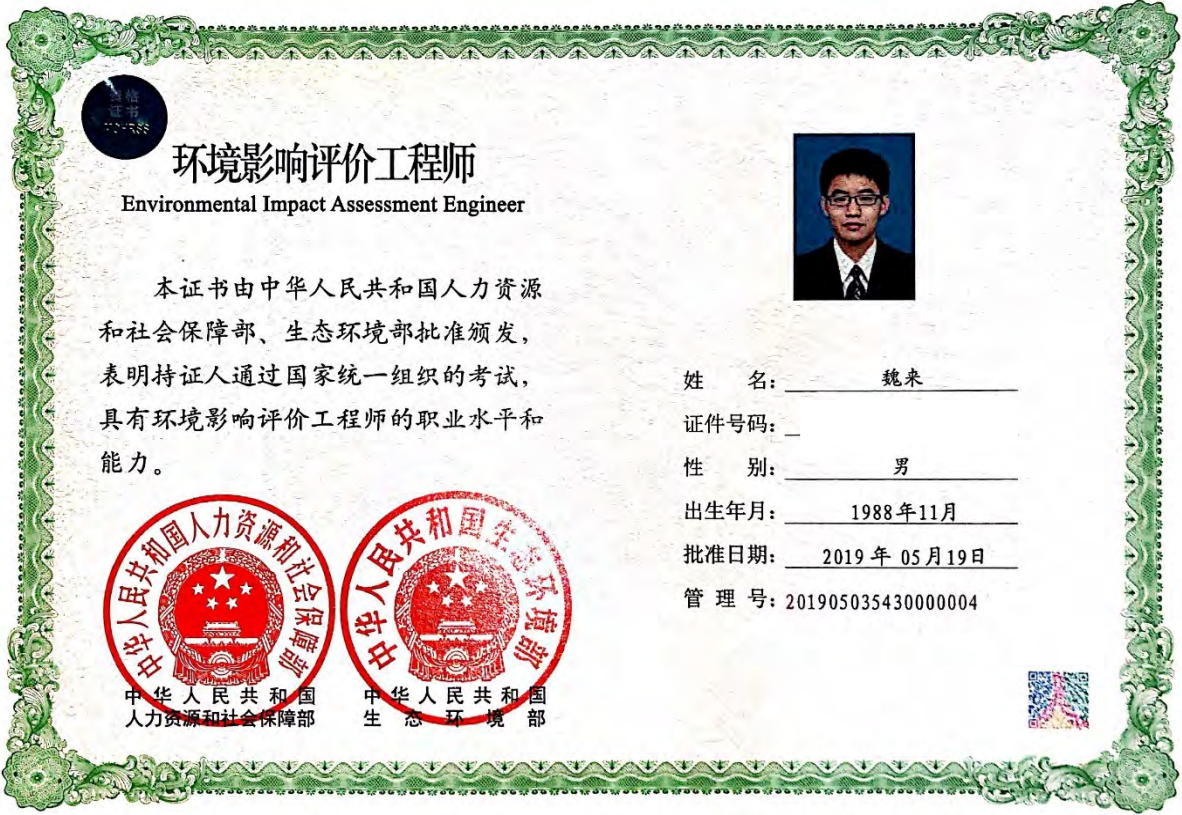 资格
证书
环境影响评价工程师
Environmental Impact Assessment Engineer
本证书由中华人民共和国人力资源
和社会保障部、生态环境部批准颁发，
表明持证人通过国家统一组织的考试，
具有环境影响评价工程师的职业水平和
能力。
中华人民共和国人力资源和社会保障部
中华人民共和国生态环境部
中华人民共和国
人力资源和社会保障部
中华人民共和国
生态环境部
姓 名：魏来
证件号码：
性 别：男
出生年月：1988年11月
批准日期：2019年05月19日
管 理 号：201905035430000004